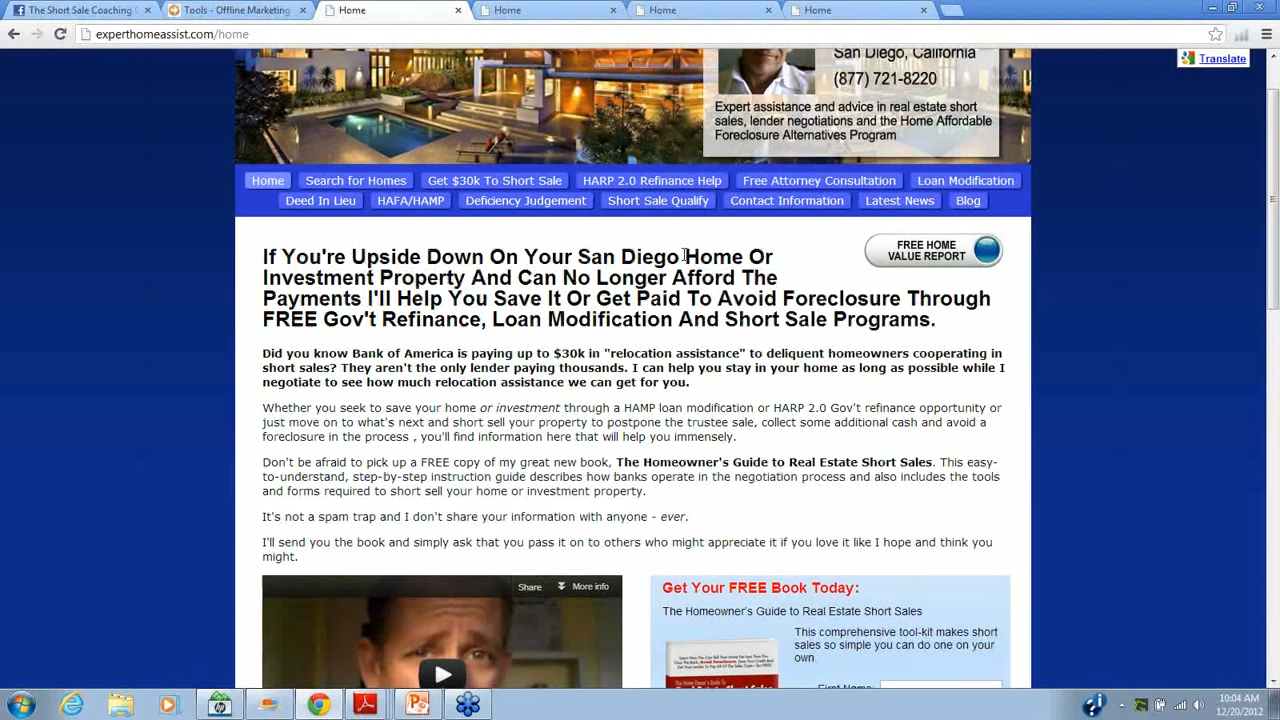 The Short Sale Coaching
Tools - Offline Marketing
Home
Home
Home
Home
experthomeassist.com/home
Translate
San Diego, California
(877) 721-8220
Expert assistance and advice in real estate short
sales, lender negotiations and the Home Affordable
Foreclosure Alternatives Program
Home
Search for Homes
Get $30k To Short Sale
HARP 2.0 Refinance Help
Free Attorney Consultation
Loan Modification
Deed In Lieu
HAFA/HAMP
Deficiency Judgement
Short Sale Qualify
Contact Information
Latest News
Blog
If You're Upside Down On Your San Diego Home Or
Investment Property And Can No Longer Afford The
Payments I'll Help You Save It Or Get Paid To Avoid Foreclosure Through
FREE Gov't Refinance, Loan Modification And Short Sale Programs.
FREE HOME
VALUE REPORT
Did you know Bank of America is paying up to $30k in "relocation assistance" to deliquent homeowners cooperating in
short sales? They aren't the only lender paying thousands. I can help you stay in your home as long as possible while I
negotiate to see how much relocation assistance we can get for you.
Whether you seek to save your home or investment through a HAMP loan modification or HARP 2.0 Gov't refinance opportunity or
just move on to what's next and short sell your property to postpone the trustee sale, collect some additional cash and avoid a
foreclosure in the process , you'll find information here that will help you immensely.
Don't be afraid to pick up a FREE copy of my great new book, The Homeowner's Guide to Real Estate Short Sales. This easy-
to-understand, step-by-step instruction guide describes how banks operate in the negotiation process and also includes the tools
and forms required to short sell your home or investment property.
It's not a spam trap and I don't share your information with anyone - ever.
I'll send you the book and simply ask that you pass it on to others who might appreciate it if you love it like I hope and think you
might.
Share
More info
Get Your FREE Book Today:
The Homeowner's Guide to Real Estate Short Sales
This comprehensive tool-kit makes short
sales so simple you can do one on your
own.
10:04 AM
12/20/2012